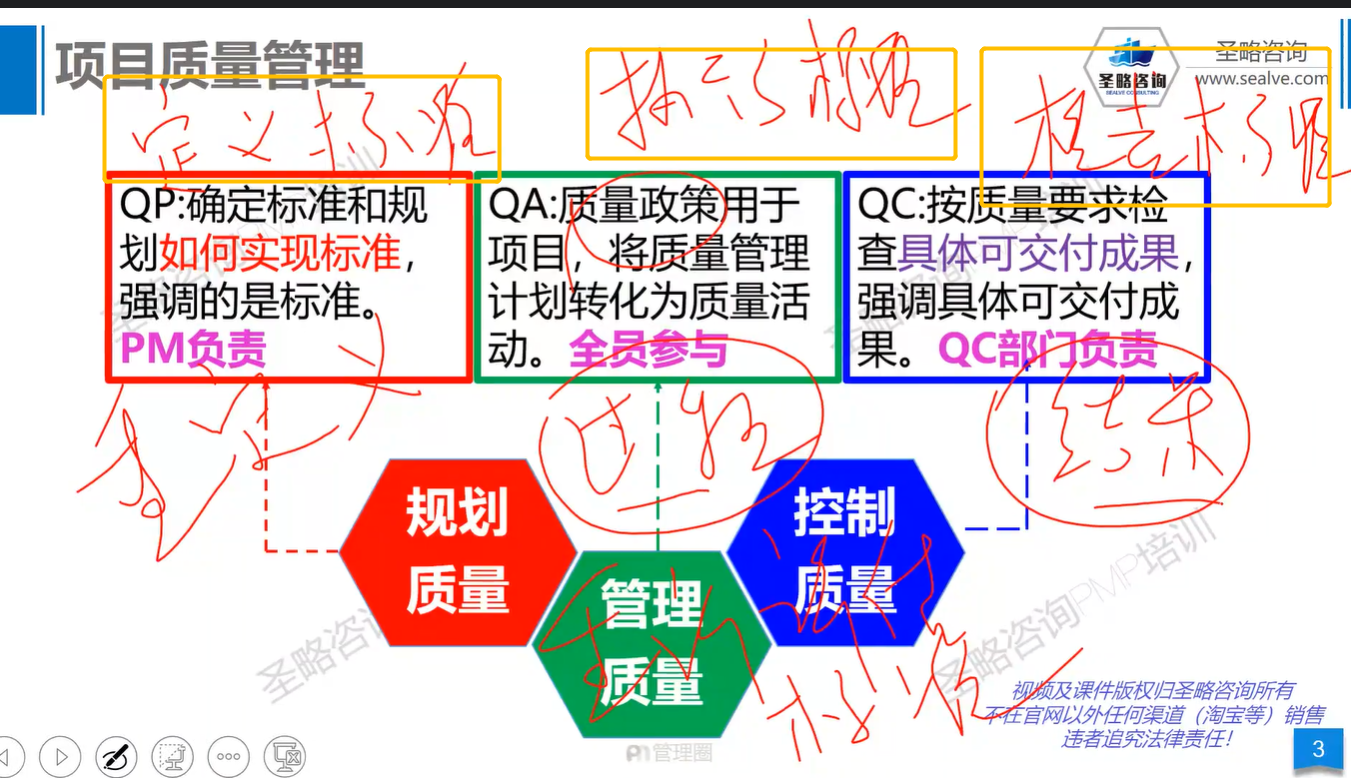 项目质量管理
圣略咨询
www.sealve.com
圣略咨询
SEALVE CONSULTING
定义标准
执行标准
检查标准
QP:确定标准和规
划如何实现标准，
强调的是标准。
PM负责
QA:质量政策用于
项目，将质量管理
计划转化为质量活
动。全员参与
QC:按质量要求检
查具体可交付成果，
强调具体可交付成
果。QC部门负责
过程
结果
规划
质量
管理
质量
控制
质量
圣略咨询PMP培训
视频及课件版权归圣略咨询所有
不在官网以外任何渠道（淘宝等）销售
违者追究法律责任！
管理圈
3